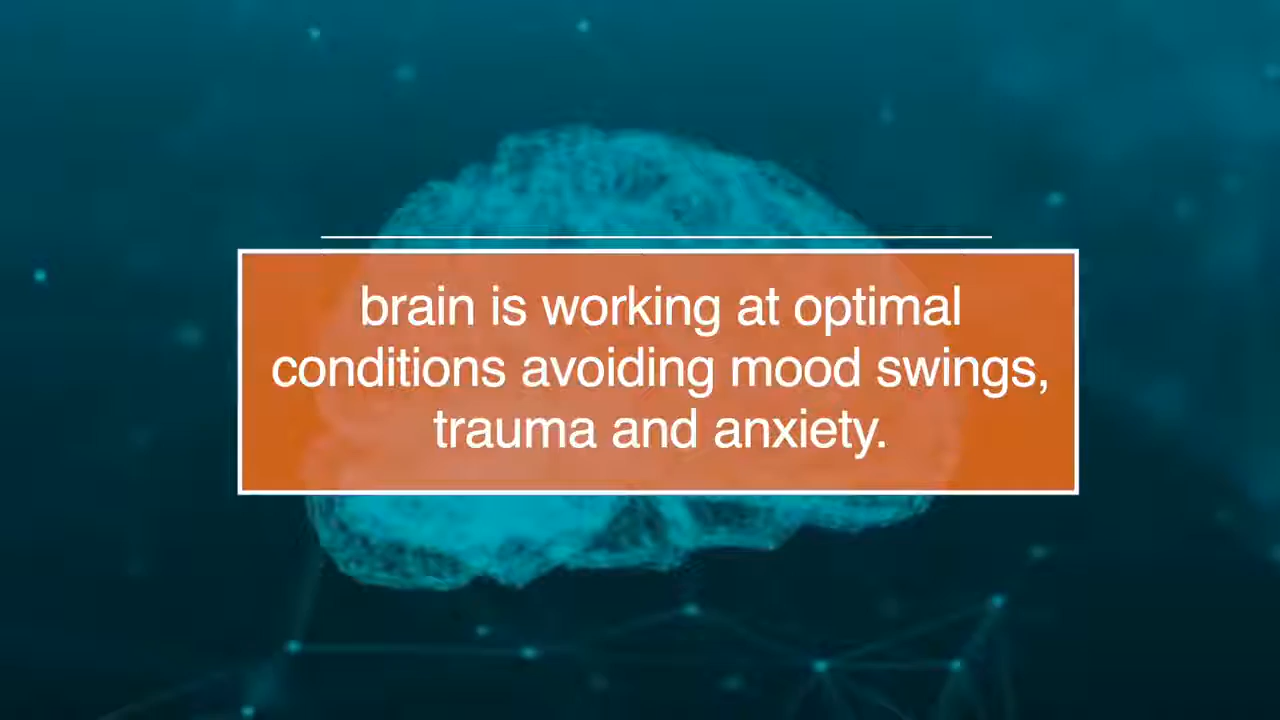 brain is working at optimal
conditions avoiding mood swings,
trauma and anxiety.